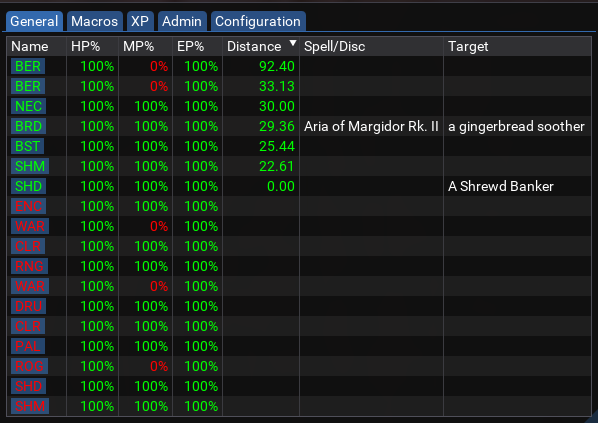 General Macros XP Admin Configuration
Name HP% MP% EP% Distance Spell/Disc Target
BER 100% 0% 100% 92.40
BER 100% 0% 100% 33.13
NEC 100% 100% 100% 30.00
BRD 100% 100% 100% 29.36 Aria of Margidor Rk. II a gingerbread soother
BST 100% 100% 100% 25.44
SHM 100% 100% 100% 22.61
SHD 100% 100% 100% 0.00 A Shrewd Banker
ENC 100% 100% 100%
WAR 100% 0% 100%
CLR 100% 100% 100%
RNG 100% 100% 100%
WAR 100% 0% 100%
DRU 100% 100% 100%
CLR 100% 100% 100%
PAL 100% 100% 100%
ROG 100% 0% 100%
SHD 100% 100% 100%
SHM 100% 100% 100%